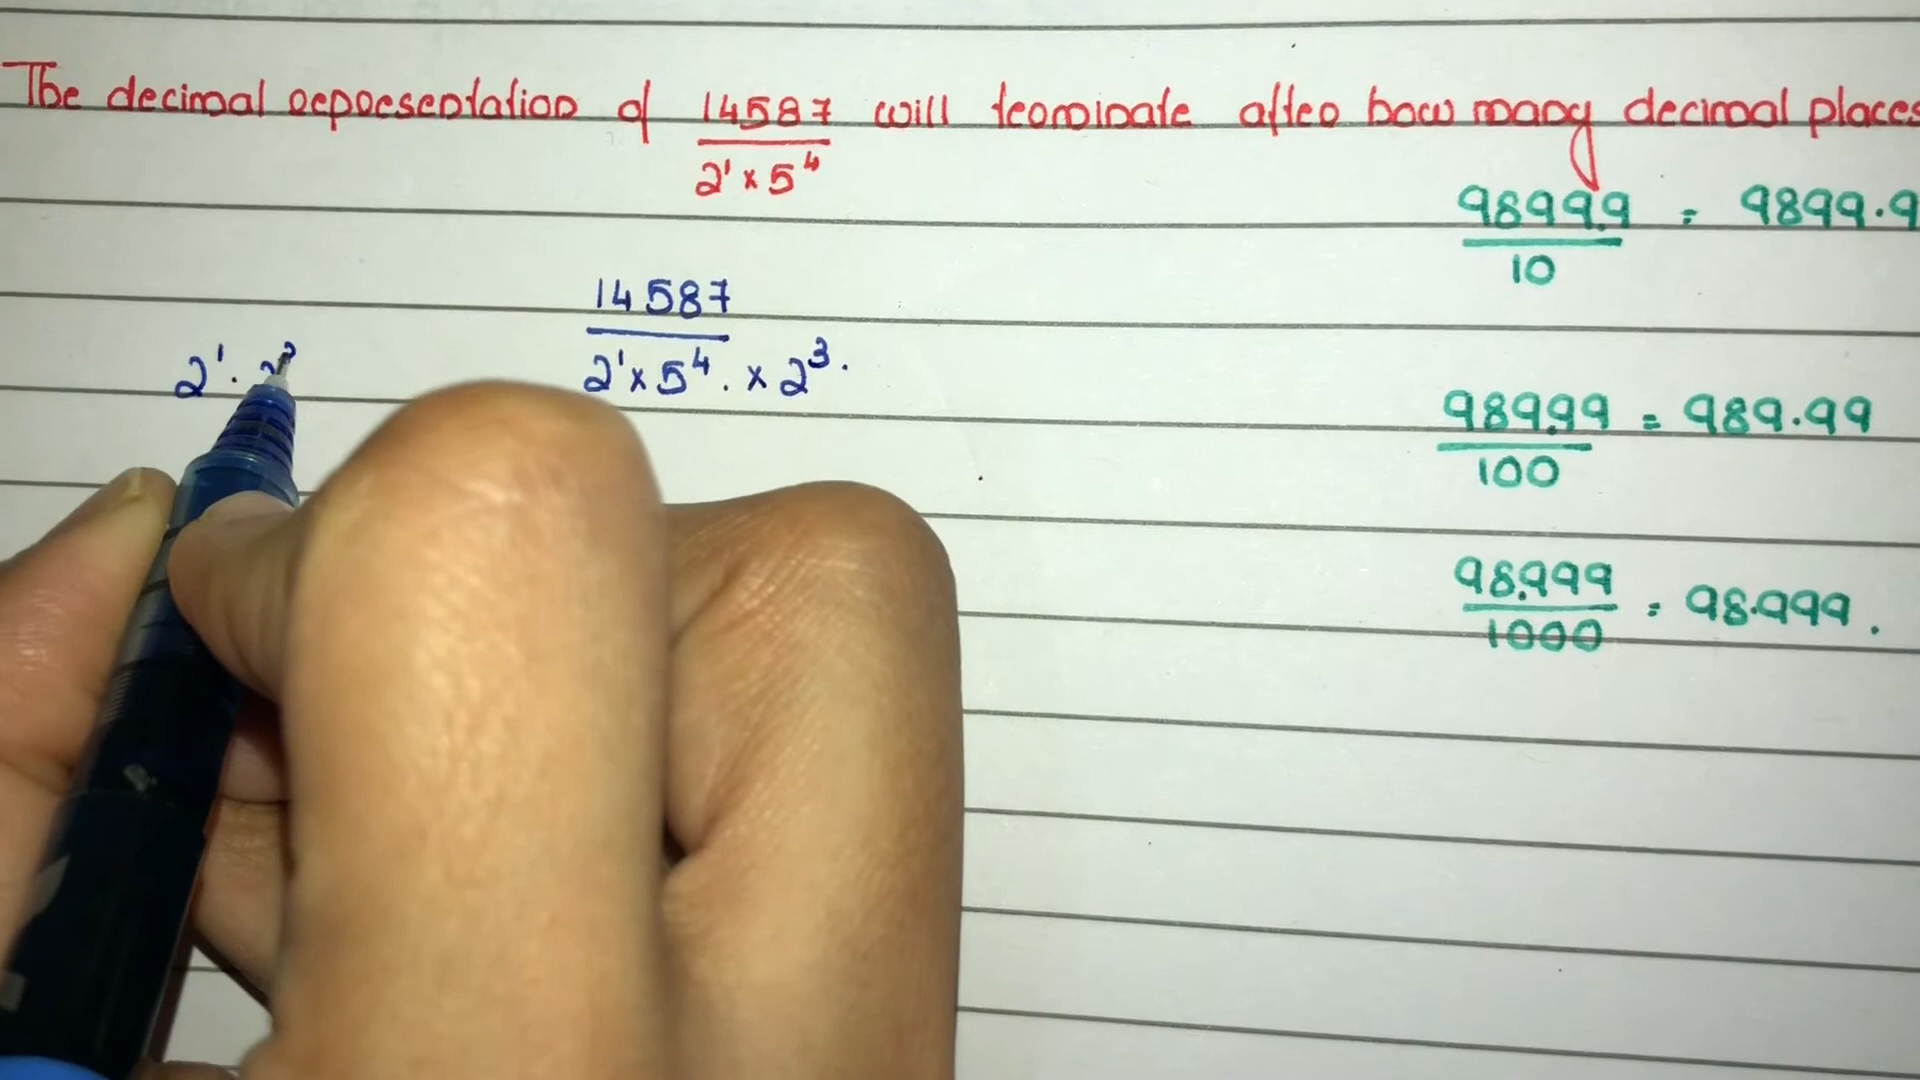 The decimal representation of 14587 will terminate after how many decimal places
2¹ × 5⁴
98999 = 9899.9
10
14587
2¹ × 5⁴ . × 2³ .
2¹ . 2³
98999 = 989.99
100
98999 = 98.999 .
1000